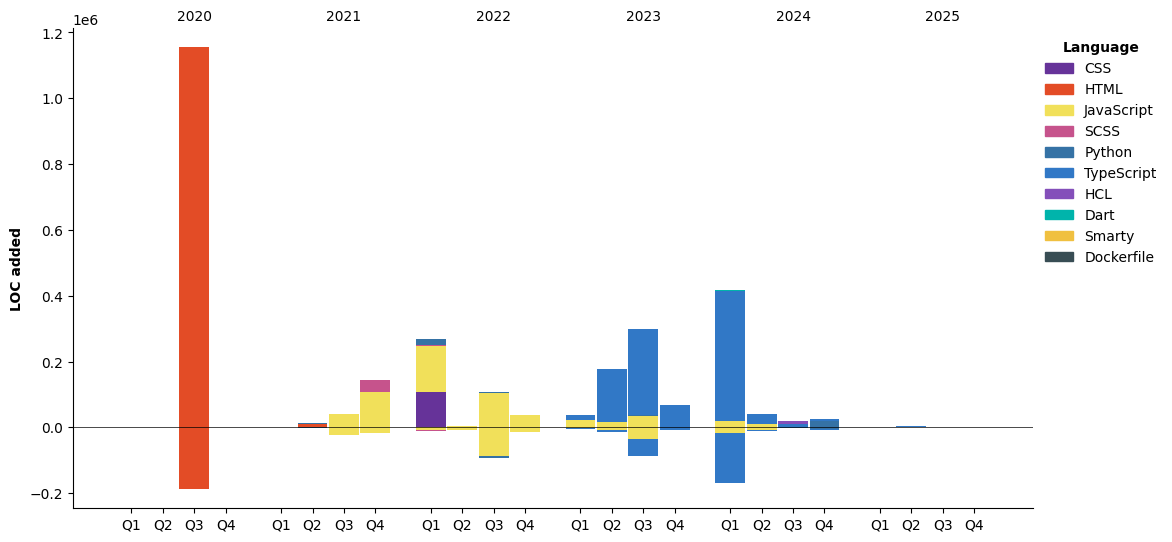 2020 2021 2022 2023 2024 2025
1e6
1.2
1.0
0.8
0.6
0.4
0.2
0.0
−0.2
LOC added
Q1 Q2 Q3 Q4 Q1 Q2 Q3 Q4 Q1 Q2 Q3 Q4 Q1 Q2 Q3 Q4 Q1 Q2 Q3 Q4 Q1 Q2 Q3 Q4
Language
CSS
HTML
JavaScript
SCSS
Python
TypeScript
HCL
Dart
Smarty
Dockerfile